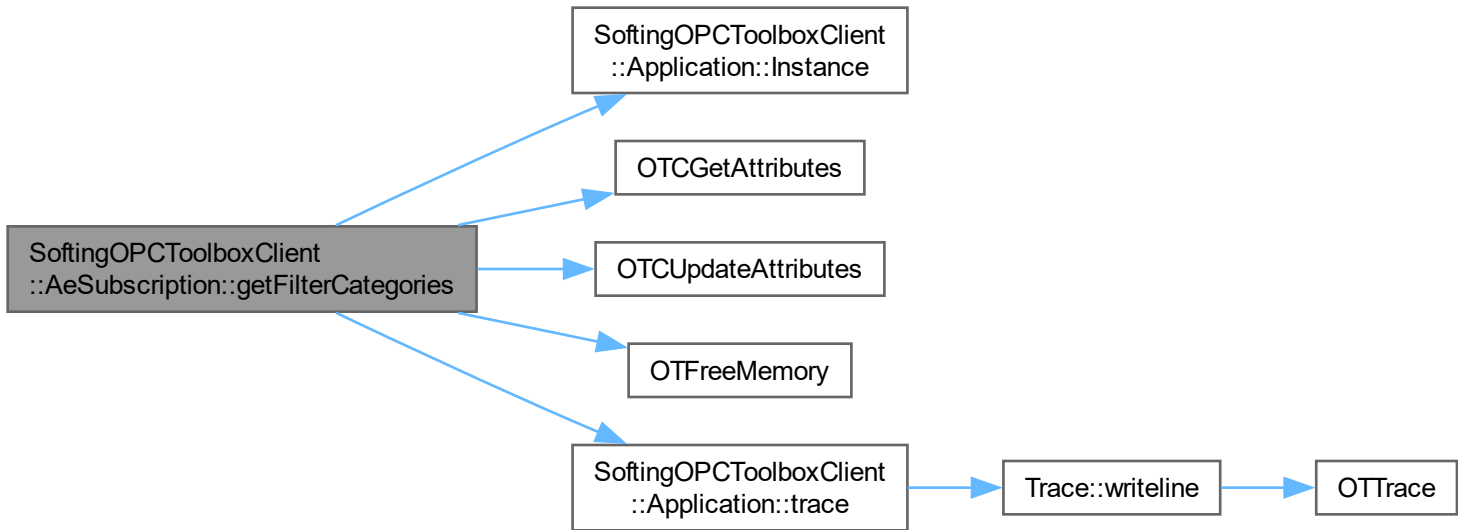 SoftingOPCToolboxClient
::Application::Instance
OTCGetAttributes
SoftingOPCToolboxClient
::AeSubscription::getFilterCategories
OTCUpdateAttributes
OTFreeMemory
SoftingOPCToolboxClient
::Application::trace
Trace::writeline
OTTrace